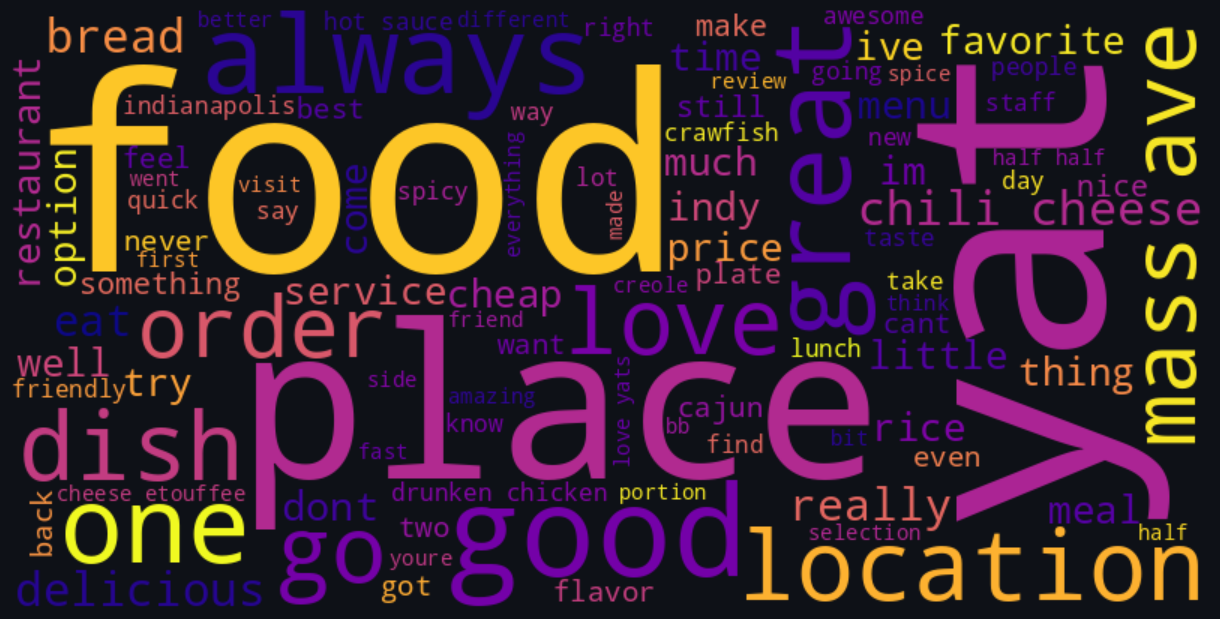 food
place
yat
always
great
good
location
mass ave
love
order
one
dish
go
bread
better
hot sauce
different
right
make
awesome
time
ive
favorite
review
going
spice
people
restaurant
indianapolis
best
way
still
menu
staff
crawfish
new
option
feel
went
quick
visit
say
come
spicy
everything
lot
made
much
im
half half
day
nice
indy
chili cheese
never
first
price
taste
something
service
cheap
creole
plate
take
think
cant
eat
friend
want
lunch
little
well
friendly
try
side
amazing
know
love yats
cajun
bb
find
thing
bit
rice
even
fast
back
cheese etouffee
dont
drunken chicken
portion
really
meal
two
youre
selection
half
delicious
got
flavor